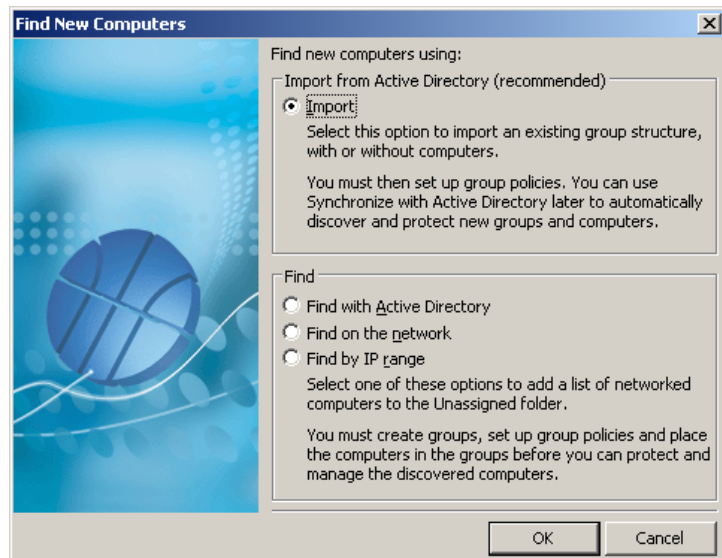 Find New Computers
Find new computers using:
Import from Active Directory (recommended)
Import
Select this option to import an existing group structure,
with or without computers.
You must then set up group policies. You can use
Synchronize with Active Directory later to automatically
discover and protect new groups and computers.
Find
Find with Active Directory
Find on the network
Find by IP range
Select one of these options to add a list of networked
computers to the Unassigned folder.
You must create groups, set up group policies and place
the computers in the groups before you can protect and
manage the discovered computers.
OK
Cancel